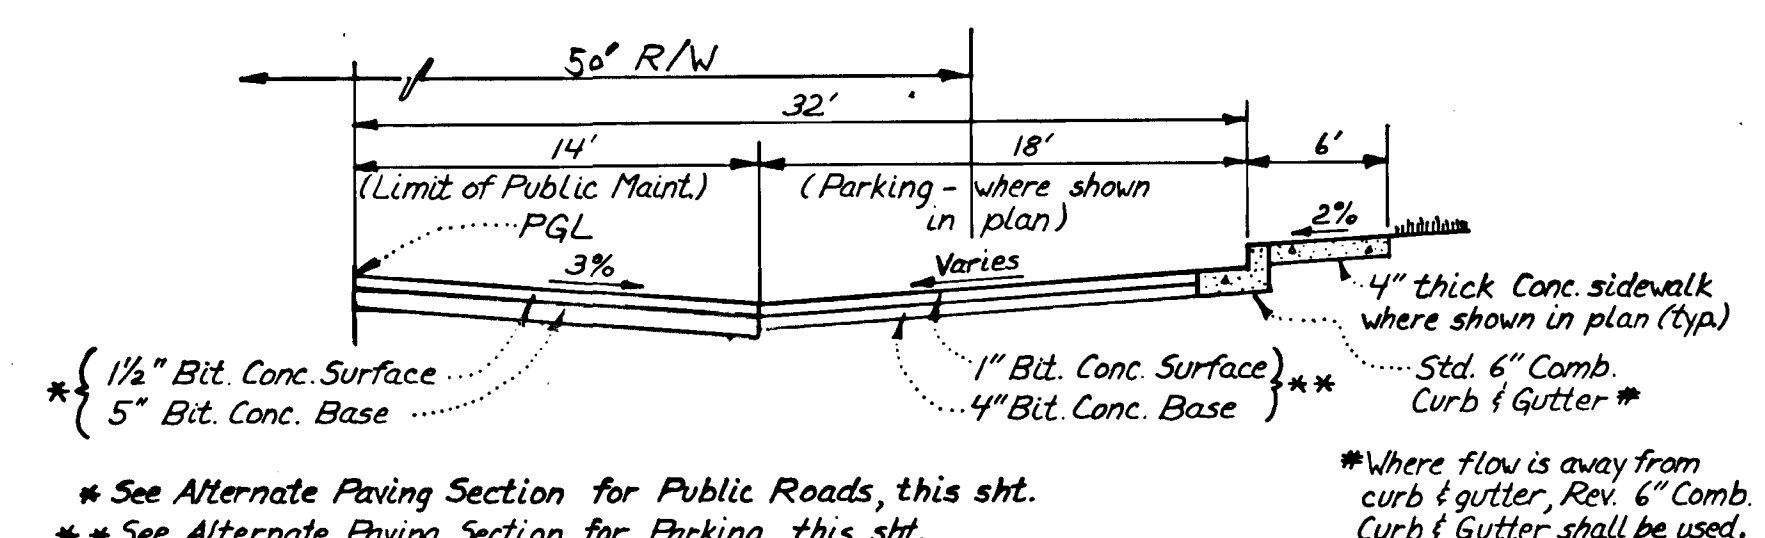 50' R/W
32'
14'
18'
6'
(Limit of Public Maint.)
(Parking - where shown
in plan)
PGL
2%
3%
Varies
4" thick Conc. sidewalk
where shown in plan (typ.)
* { 1½" Bit. Conc. Surface
5" Bit. Conc. Base
1" Bit. Conc. Surface } **
4" Bit. Conc. Base
Std. 6" Comb.
Curb & Gutter #
* See Alternate Paving Section for Public Roads, this sht.
** See Alternate Paving Section for Parking, this sht.
# Where flow is away from
curb & gutter, Rev. 6" Comb.
Curb & Gutter shall be used.